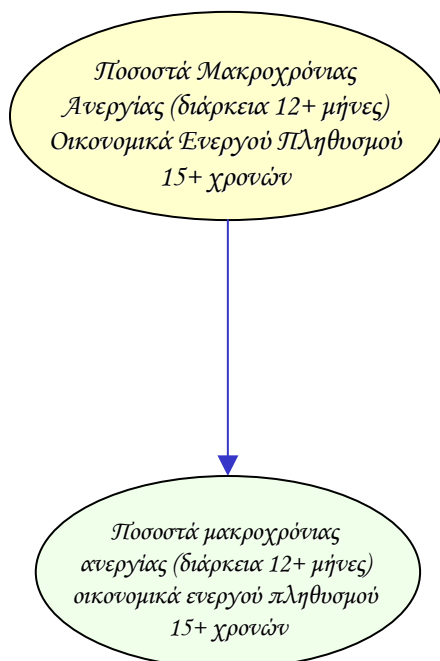 Ποσοστά Μακροχρόνιας
Ανεργίας (διάρκεια 12+ μήνες)
Οικονομικά Ενεργού Πληθυσμού
15+ χρονών
Ποσοστά μακροχρόνιας
ανεργίας (διάρκεια 12+ μήνες)
οικονομικά ενεργού πληθυσμού
15+ χρονών